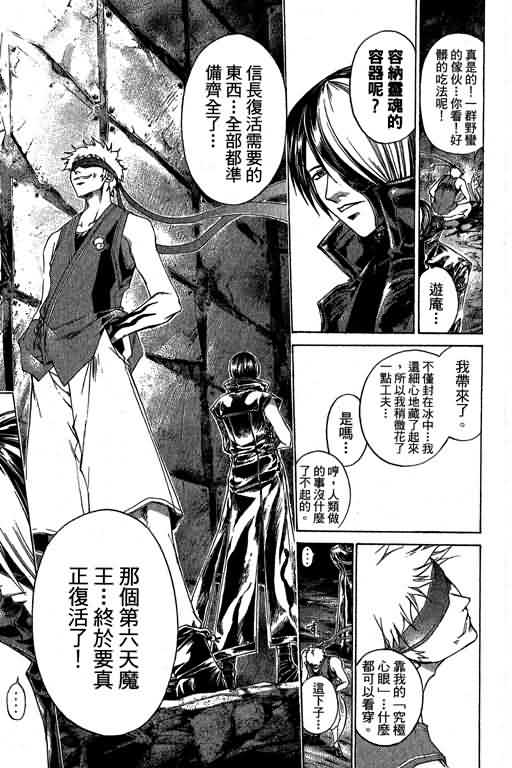 真是的！一群野蠻
的傢伙…你看！好
髒的吃法呢！
容納靈魂的
容器呢？
遊庵…
我帶來了。
不僅封在冰中…我
還細心地藏了起來
，所以我稍微花了
一點工夫…
是嗎…
哼，人類做
的事沒什麼
了不起的。
靠我的「究極
心眼」…什麼
都可以看穿。
…
這下子…
信長復活需要的
東西…全部都準
備齊全了…
那個第六天魔
王…終於要真
正復活了！
…